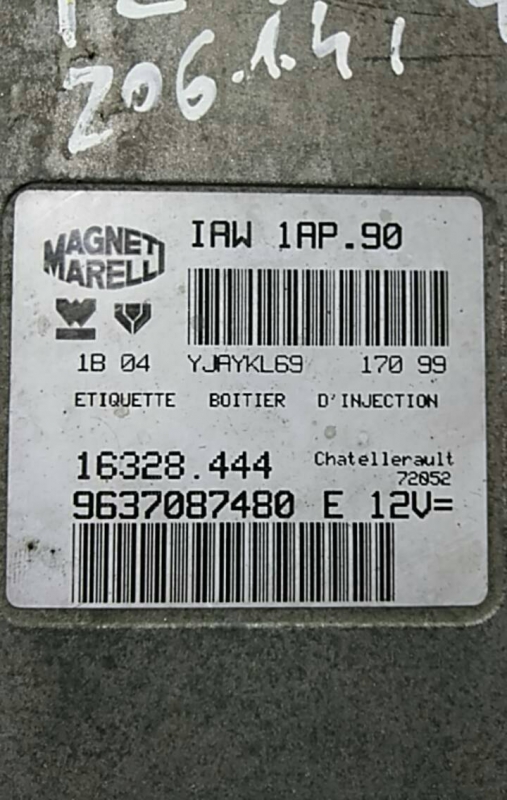 206.1.4i
MAGNETI MARELLI
IAW 1AP.90
1B 04 YJAYKL69 170 99
ETIQUETTE BOITIER D'INJECTION
16328.444 Chatellerault
72052
9637087480 E 12V=